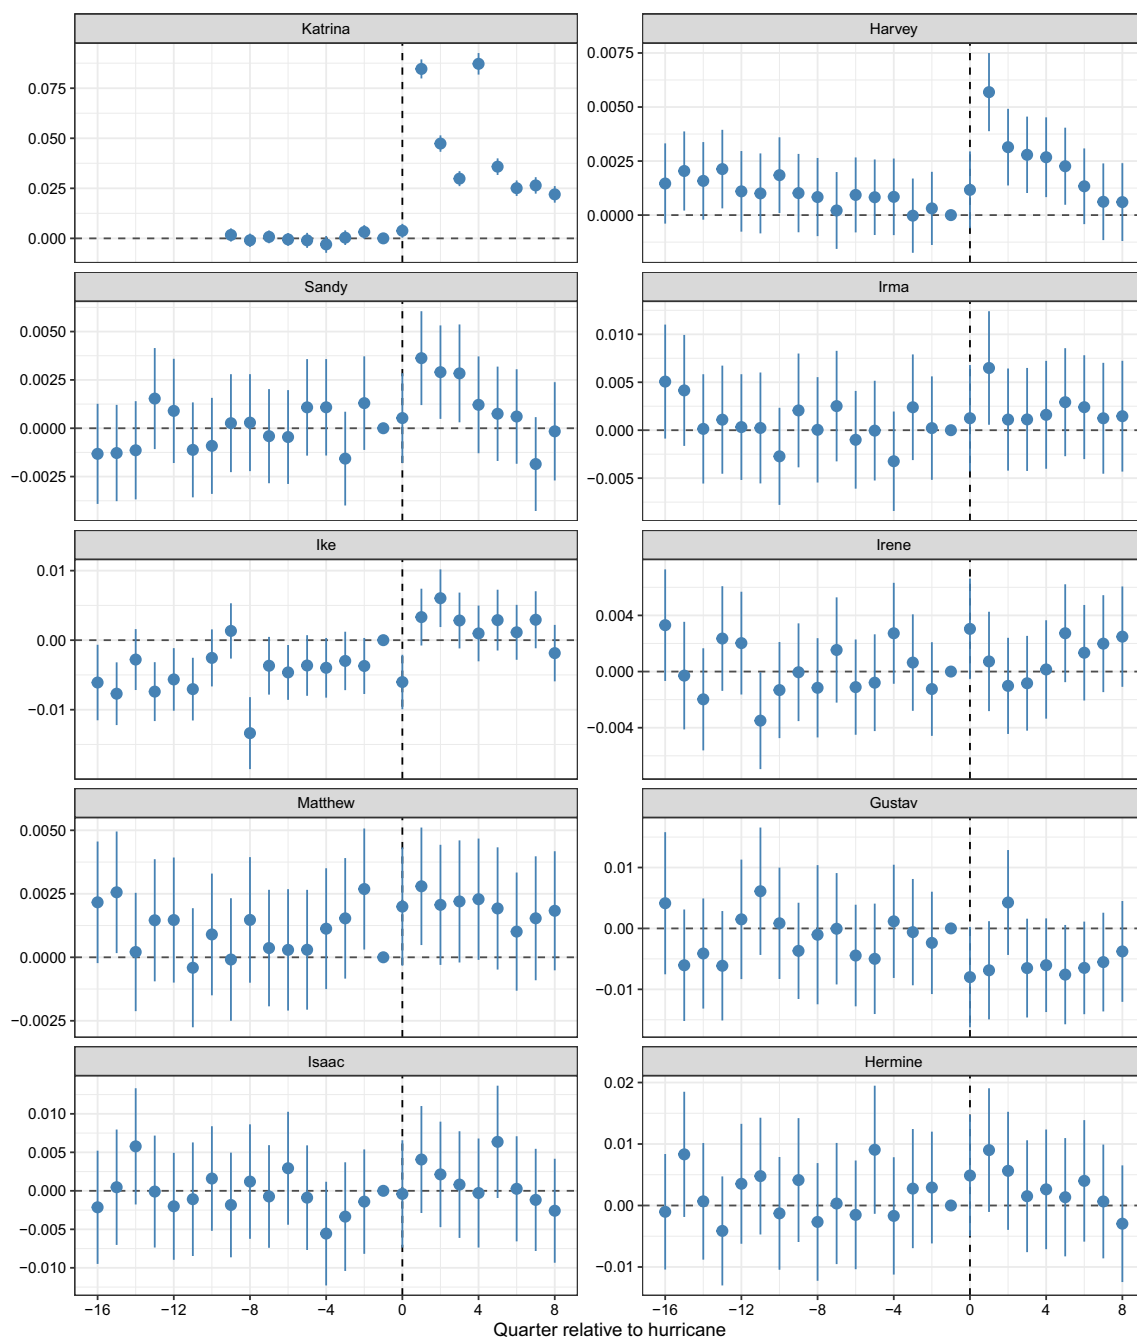 Katrina
Harvey
0.075
0.050
0.025
0.000
0.0075
0.0050
0.0025
0.0000
Sandy
Irma
0.0050
0.0025
0.0000
−0.0025
0.010
0.005
0.000
−0.005
Ike
Irene
0.01
0.00
−0.01
0.004
0.000
−0.004
Matthew
Gustav
0.0050
0.0025
0.0000
−0.0025
0.01
0.00
−0.01
Isaac
Hermine
0.010
0.005
0.000
−0.005
−0.010
0.02
0.01
0.00
−0.01
−16 −12 −8 −4 0 4 8
−16 −12 −8 −4 0 4 8
Quarter relative to hurricane